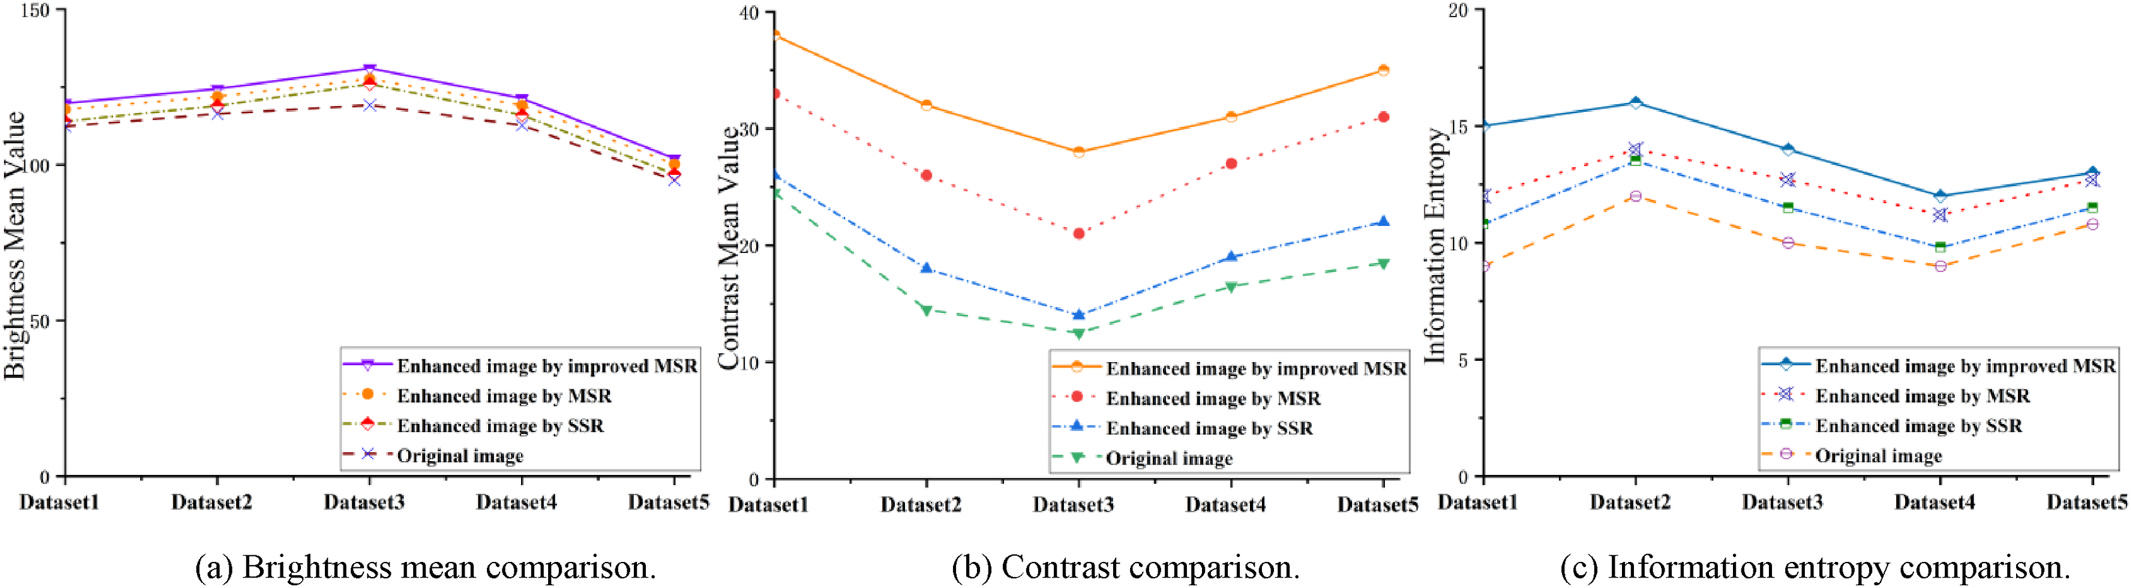 150
100
50
0
Brightness Mean Value
Dataset1 Dataset2 Dataset3 Dataset4 Dataset5
Enhanced image by improved MSR
Enhanced image by MSR
Enhanced image by SSR
Original image
(a) Brightness mean comparison.
40
30
20
10
0
Contrast Mean Value
Dataset1 Dataset2 Dataset3 Dataset4 Dataset5
Enhanced image by improved MSR
Enhanced image by MSR
Enhanced image by SSR
Original image
(b) Contrast comparison.
20
15
10
5
0
Information Entropy
Dataset1 Dataset2 Dataset3 Dataset4 Dataset5
Enhanced image by improved MSR
Enhanced image by MSR
Enhanced image by SSR
Original image
(c) Information entropy comparison.